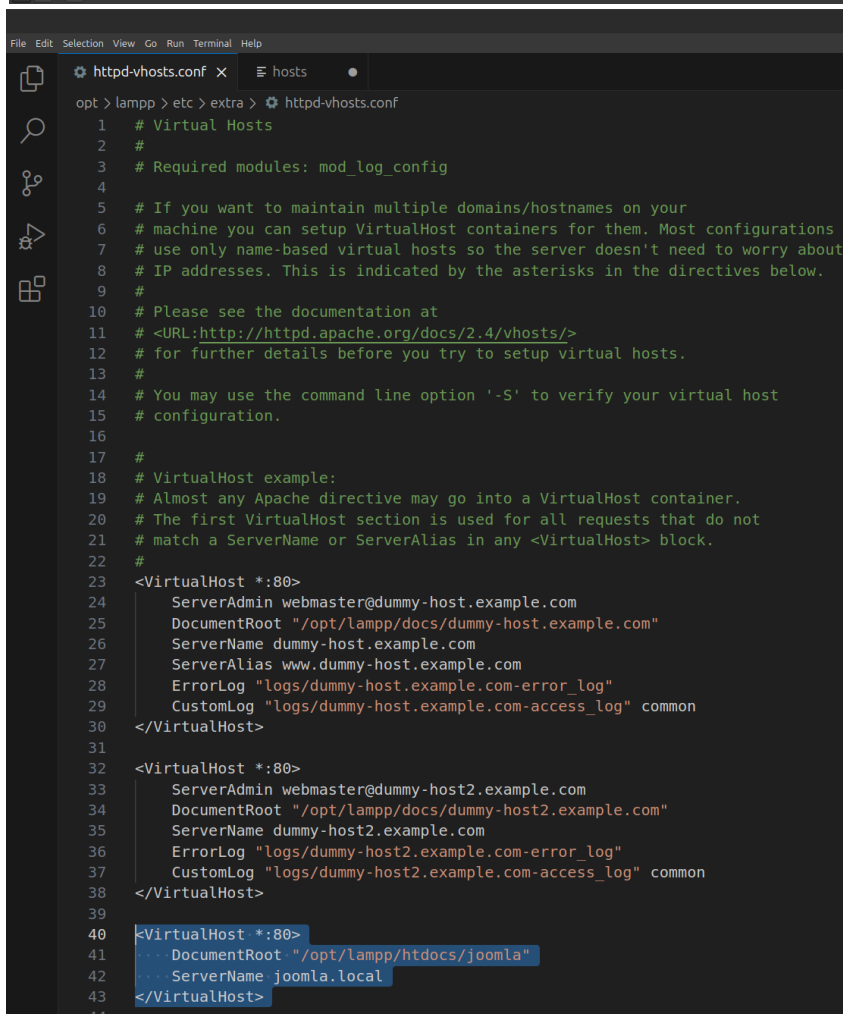 File Edit Selection View Go Run Terminal Help
httpd-vhosts.conf hosts
opt > lampp > etc > extra > httpd-vhosts.conf
1 # Virtual Hosts
2 #
3 # Required modules: mod_log_config
4
5 # If you want to maintain multiple domains/hostnames on your
6 # machine you can setup VirtualHost containers for them. Most configurations
7 # use only name-based virtual hosts so the server doesn't need to worry about
8 # IP addresses. This is indicated by the asterisks in the directives below.
9 #
10 # Please see the documentation at
11 # <URL:http://httpd.apache.org/docs/2.4/vhosts/>
12 # for further details before you try to setup virtual hosts.
13 #
14 # You may use the command line option '-S' to verify your virtual host
15 # configuration.
16
17 #
18 # VirtualHost example:
19 # Almost any Apache directive may go into a VirtualHost container.
20 # The first VirtualHost section is used for all requests that do not
21 # match a ServerName or ServerAlias in any <VirtualHost> block.
22 #
23 <VirtualHost *:80>
24 ServerAdmin webmaster@dummy-host.example.com
25 DocumentRoot "/opt/lampp/docs/dummy-host.example.com"
26 ServerName dummy-host.example.com
27 ServerAlias www.dummy-host.example.com
28 ErrorLog "logs/dummy-host.example.com-error_log"
29 CustomLog "logs/dummy-host.example.com-access_log" common
30 </VirtualHost>
31
32 <VirtualHost *:80>
33 ServerAdmin webmaster@dummy-host2.example.com
34 DocumentRoot "/opt/lampp/docs/dummy-host2.example.com"
35 ServerName dummy-host2.example.com
36 ErrorLog "logs/dummy-host2.example.com-error_log"
37 CustomLog "logs/dummy-host2.example.com-access_log" common
38 </VirtualHost>
39
40 <VirtualHost *:80>
41 DocumentRoot "/opt/lampp/htdocs/joomla"
42 ServerName joomla.local
43 </VirtualHost>